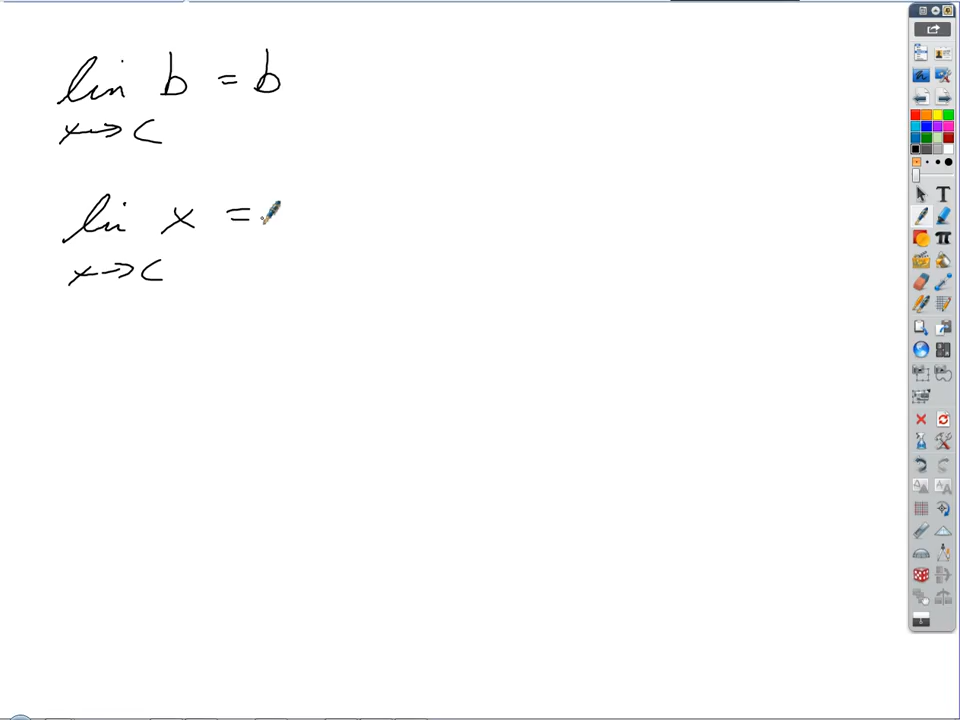 lim b = b
x→c
lim x =
x→c